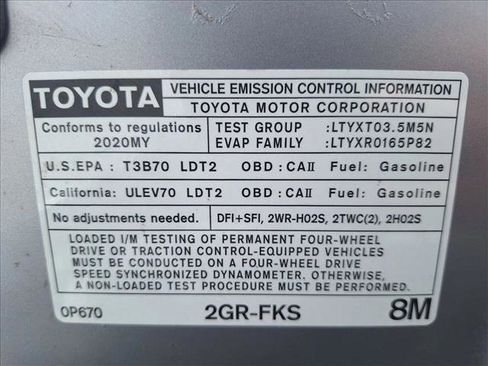 TOYOTA VEHICLE EMISSION CONTROL INFORMATION
TOYOTA MOTOR CORPORATION
Conforms to regulations TEST GROUP :LTYXT03.5M5N
2020MY EVAP FAMILY :LTYXR0165P82
U.S.EPA : T3B70 LDT2 OBD : CAII Fuel: Gasoline
California: ULEV70 LDT2 OBD : CAII Fuel: Gasoline
No adjustments needed. DFI+SFI, 2WR-HO2S, 2TWC(2), 2HO2S
LOADED I/M TESTING OF PERMANENT FOUR-WHEEL
DRIVE OR TRACTION CONTROL-EQUIPPED VEHICLES
MUST BE CONDUCTED ON A FOUR-WHEEL DRIVE
SPEED SYNCHRONIZED DYNAMOMETER. OTHERWISE,
A NON-LOADED TEST PROCEDURE MUST BE PERFORMED.
0P670 2GR-FKS 8M